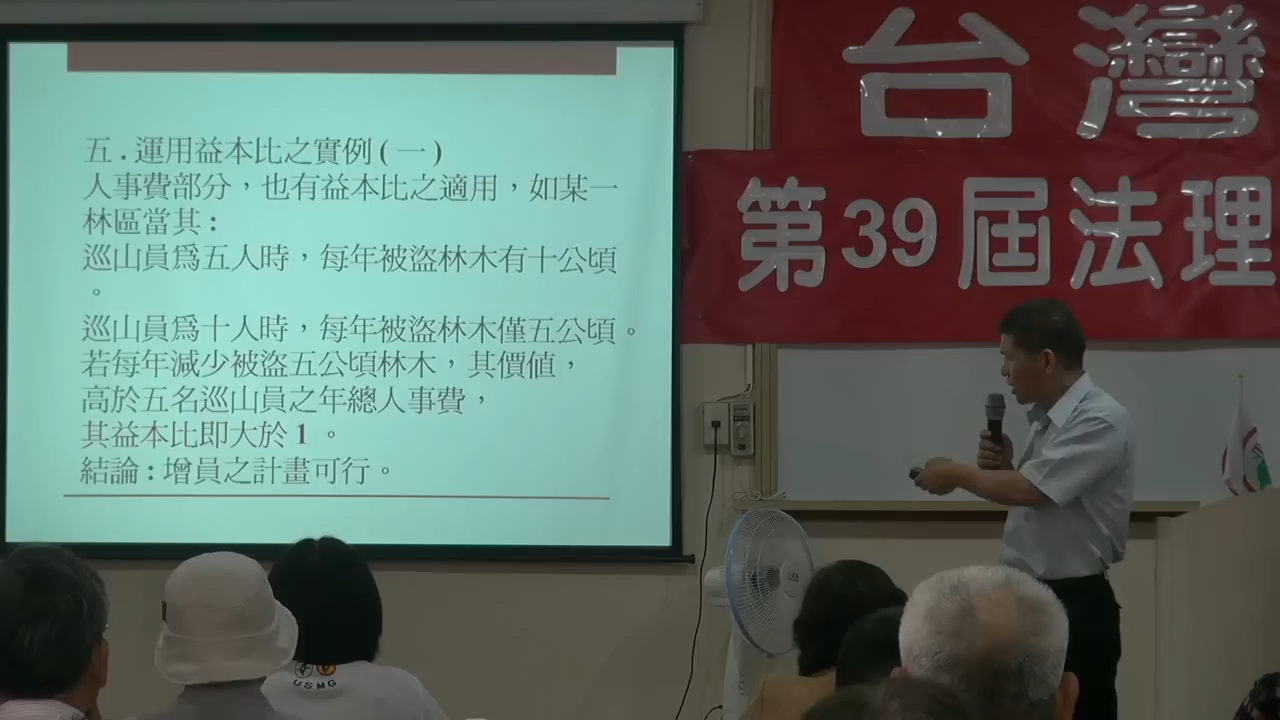 五.運用益本比之實例(一)
人事費部分，也有益本比之適用，如某一
林區當其:
巡山員為五人時，每年被盜林木有十公頃
。
巡山員為十人時，每年被盜林木僅五公頃。
若每年減少被盜五公頃林木，其價值，
高於五名巡山員之年總人事費，
其益本比即大於1。
結論:增員之計畫可行。
台灣
第39屆法理
USMG